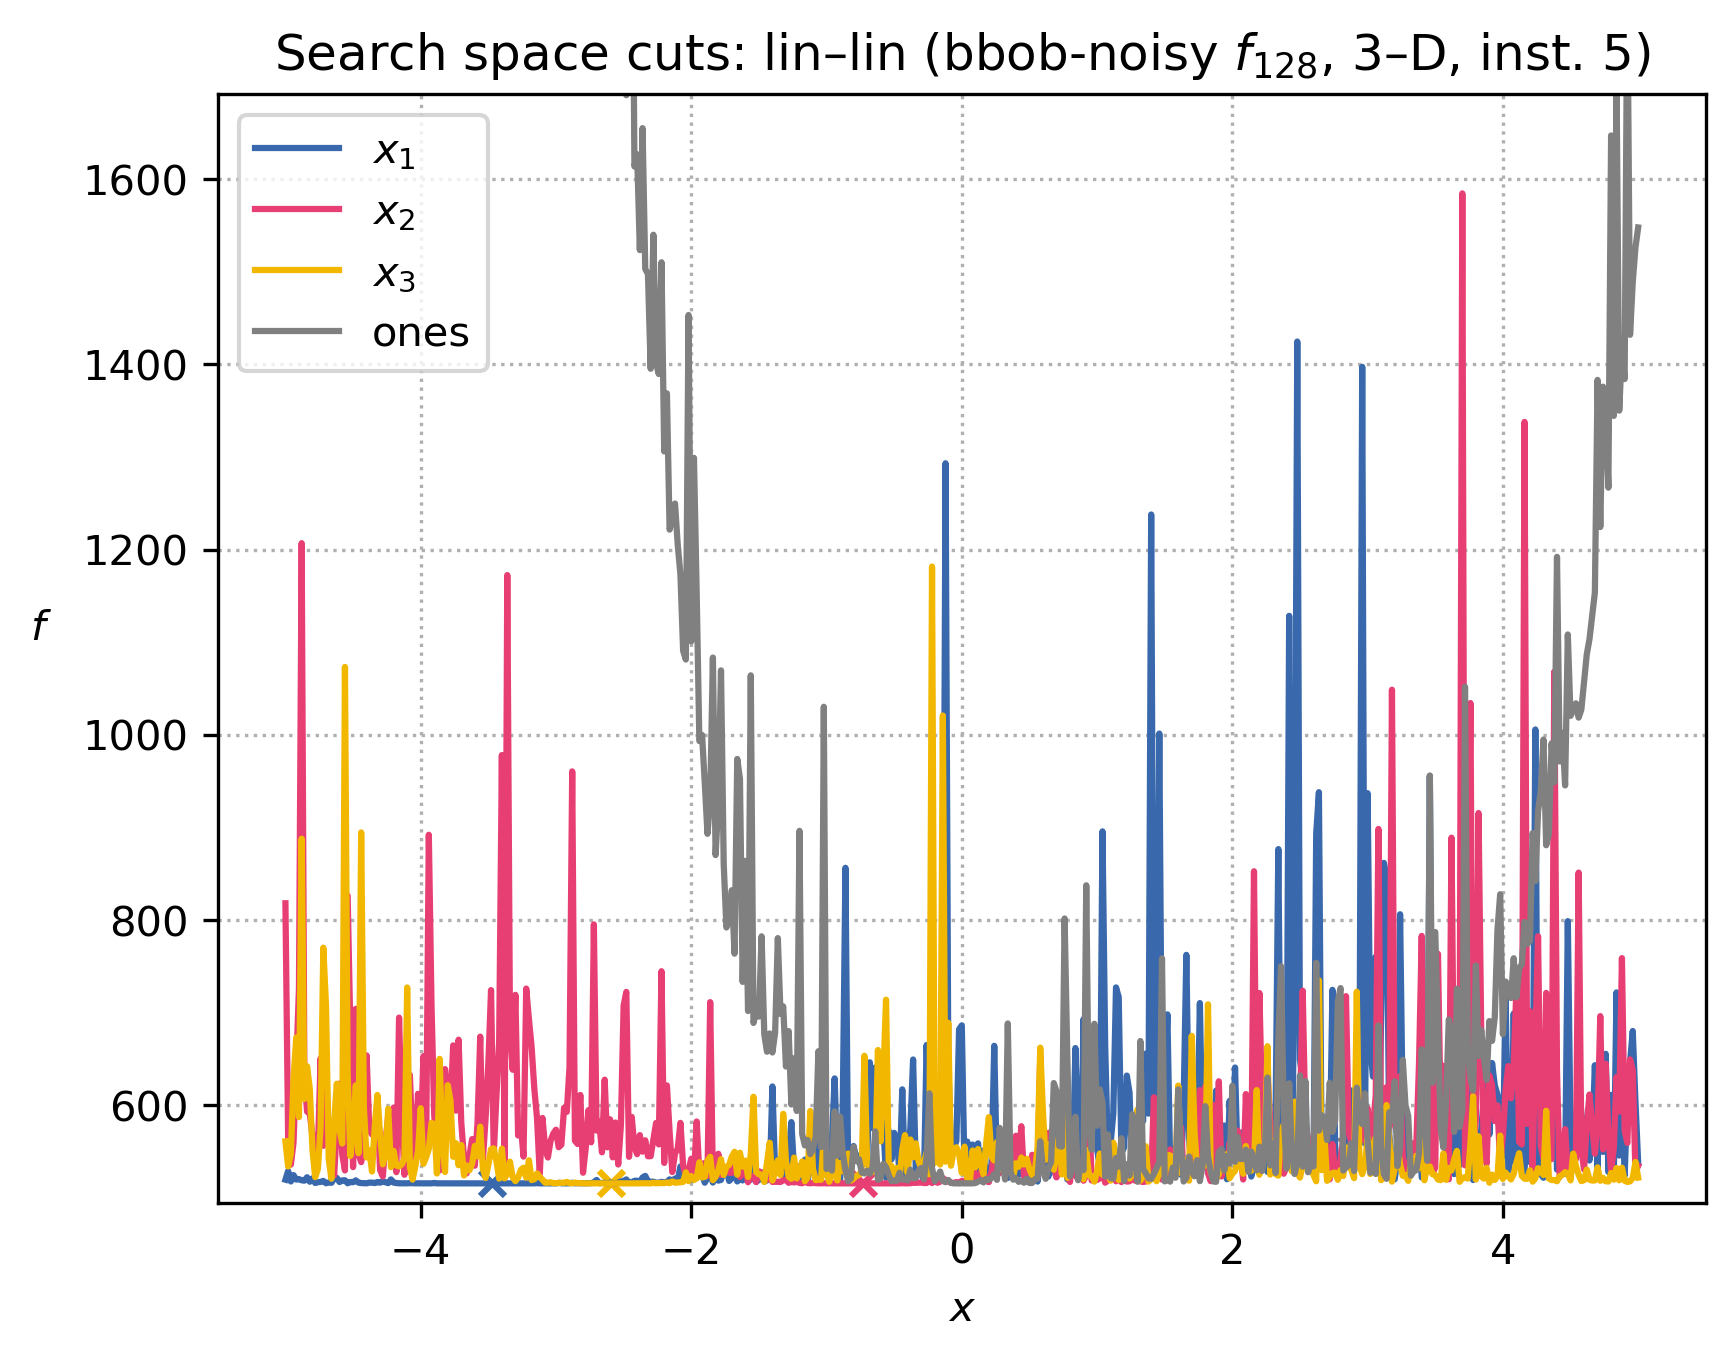 Search space cuts: lin–lin (bbob-noisy f₁₂₈, 3–D, inst. 5)
x₁
x₂
x₃
ones
1600
1400
1200
1000
800
600
f
−4
−2
0
2
4
x